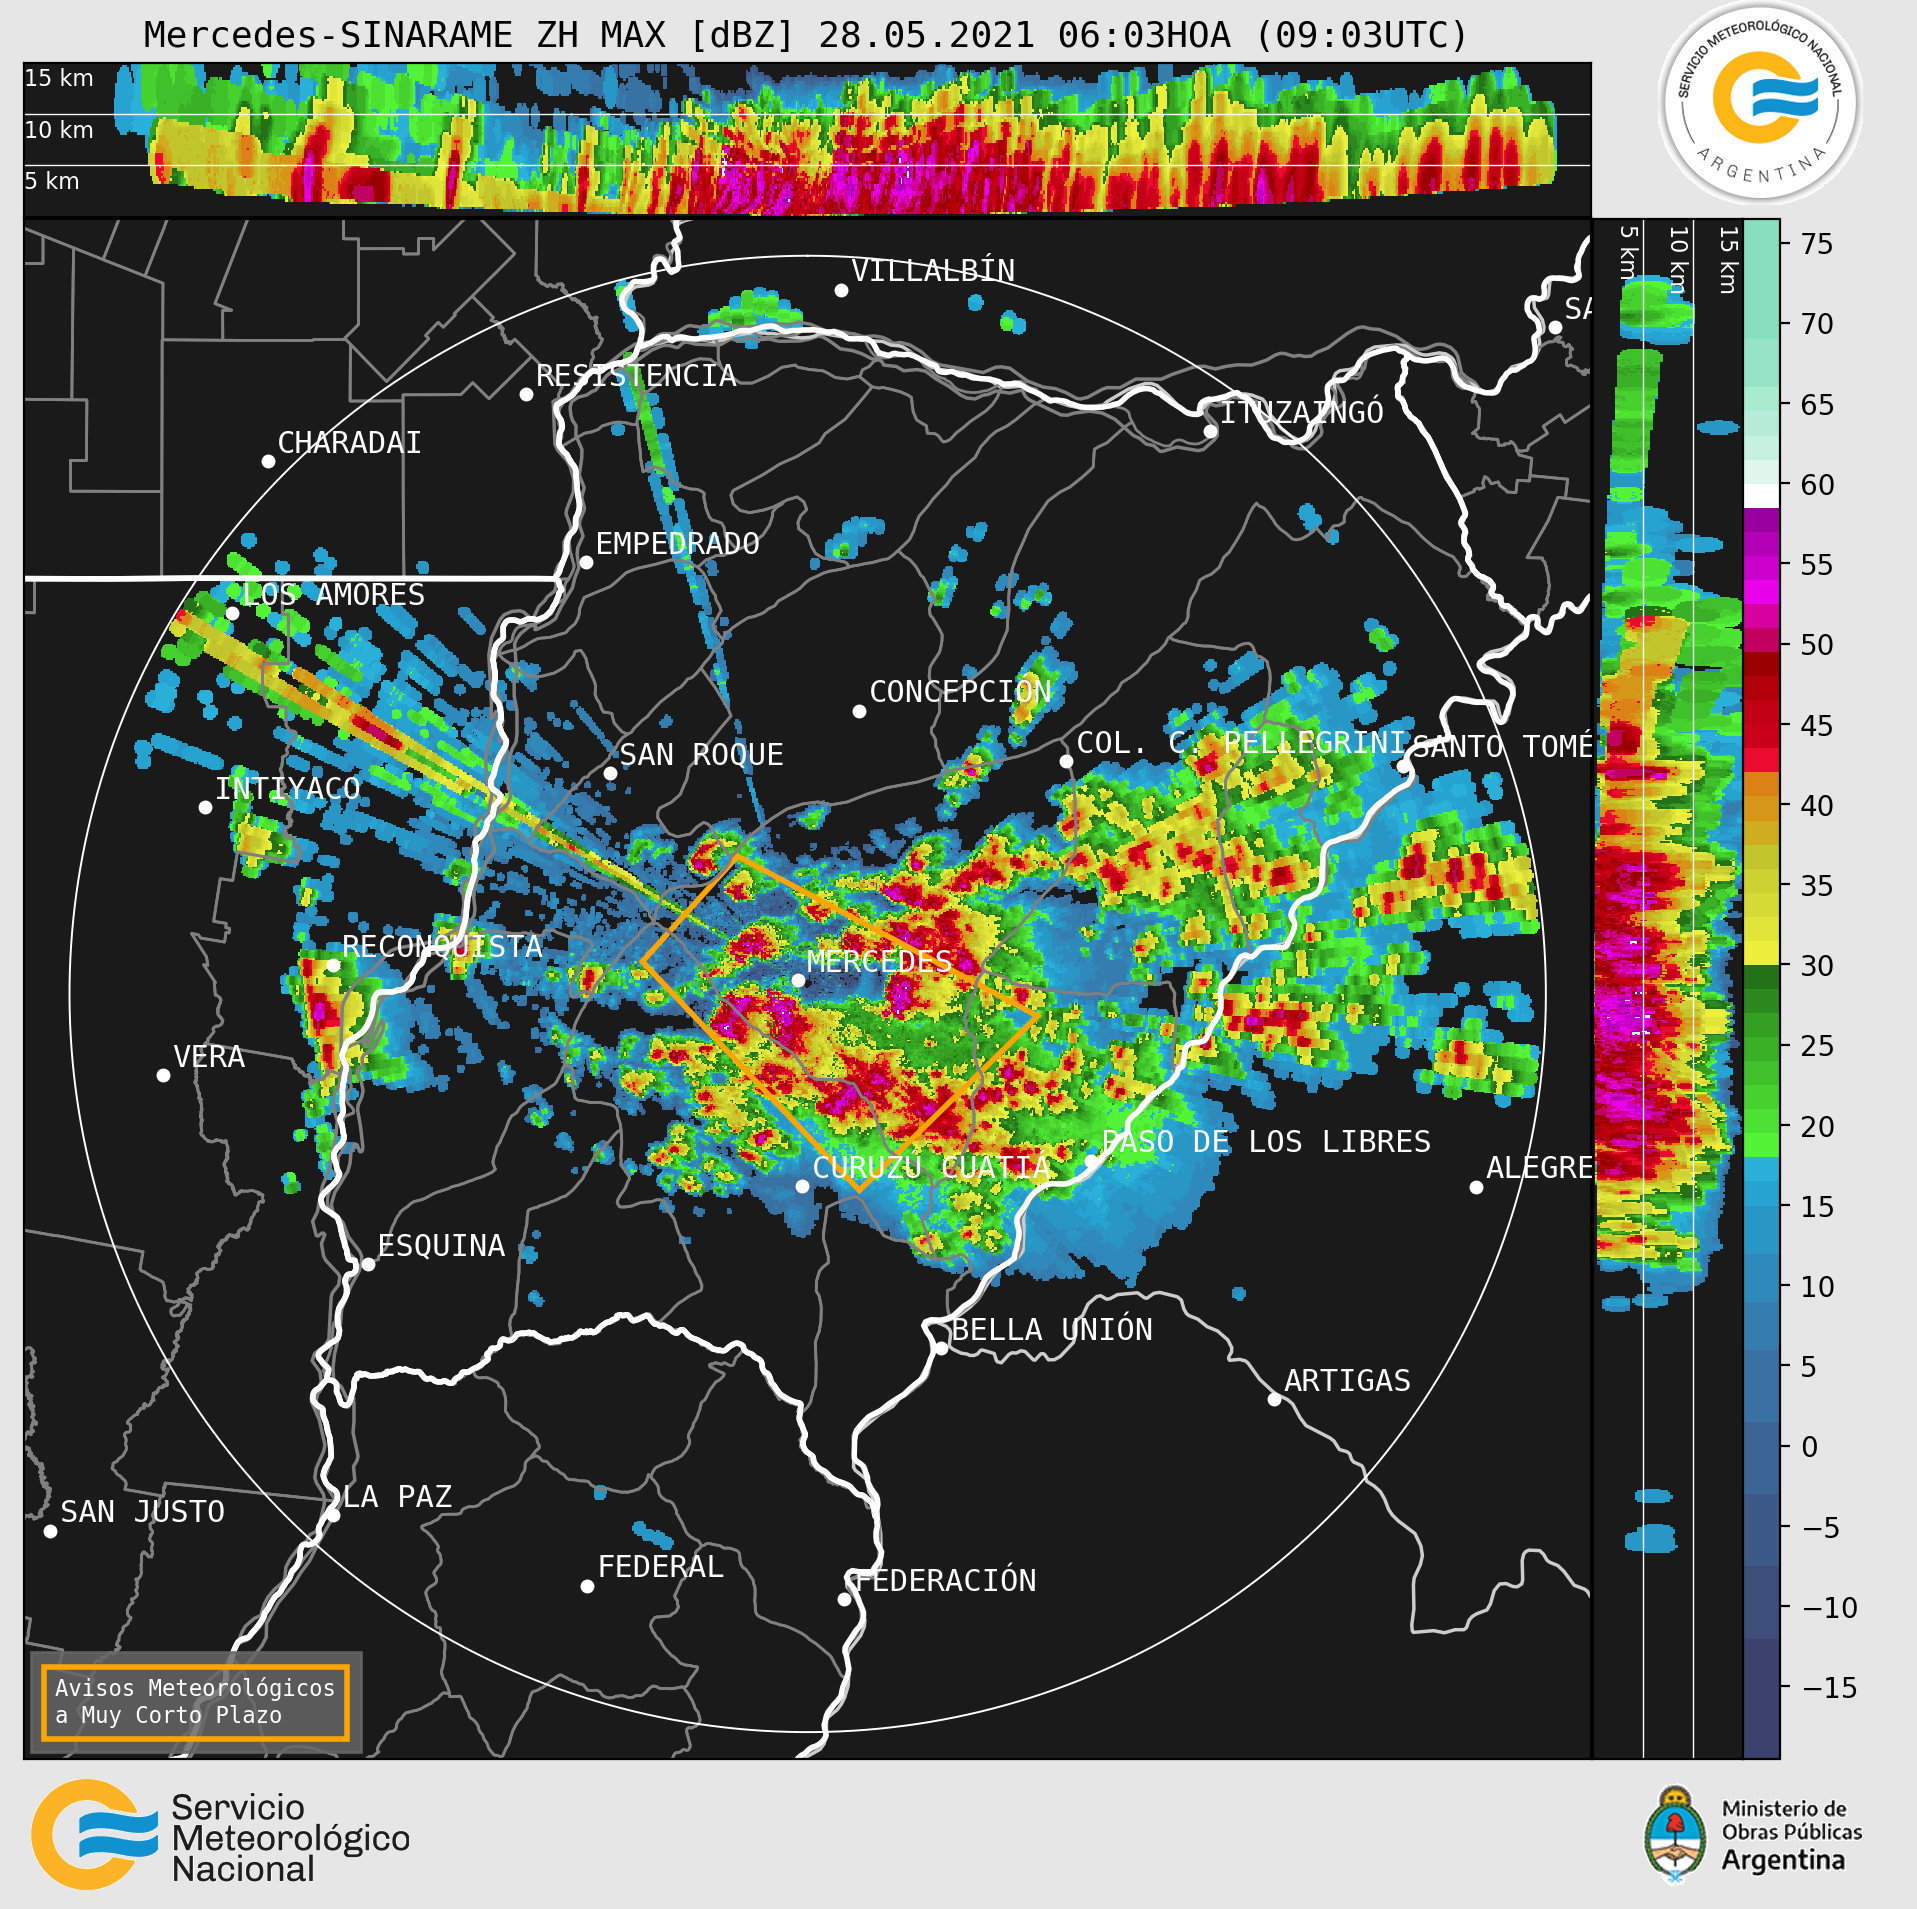 Mercedes-SINARAME ZH MAX [dBZ] 28.05.2021 06:03HOA (09:03UTC)
SERVICIO METEOROLÓGICO NACIONAL
ARGENTINA
15 km
10 km
5 km
5 km
10 km
15 km
VILLALBÍN
SA
RESISTENCIA
ITUZAINGÓ
CHARADAI
EMPEDRADO
LOS AMORES
CONCEPCIÓN
COL. C. PELLEGRINI
SANTO TOMÉ
SAN ROQUE
INTIYACO
RECONQUISTA
MERCEDES
VERA
PASO DE LOS LIBRES
CURUZU CUATIÁ
ALEGRE
ESQUINA
BELLA UNIÓN
ARTIGAS
LA PAZ
SAN JUSTO
FEDERAL
FEDERACIÓN
75
70
65
60
55
50
45
40
35
30
25
20
15
10
5
0
−5
−10
−15
Avisos Meteorológicos
a Muy Corto Plazo
Servicio
Meteorológico
Nacional
Ministerio de
Obras Públicas
Argentina